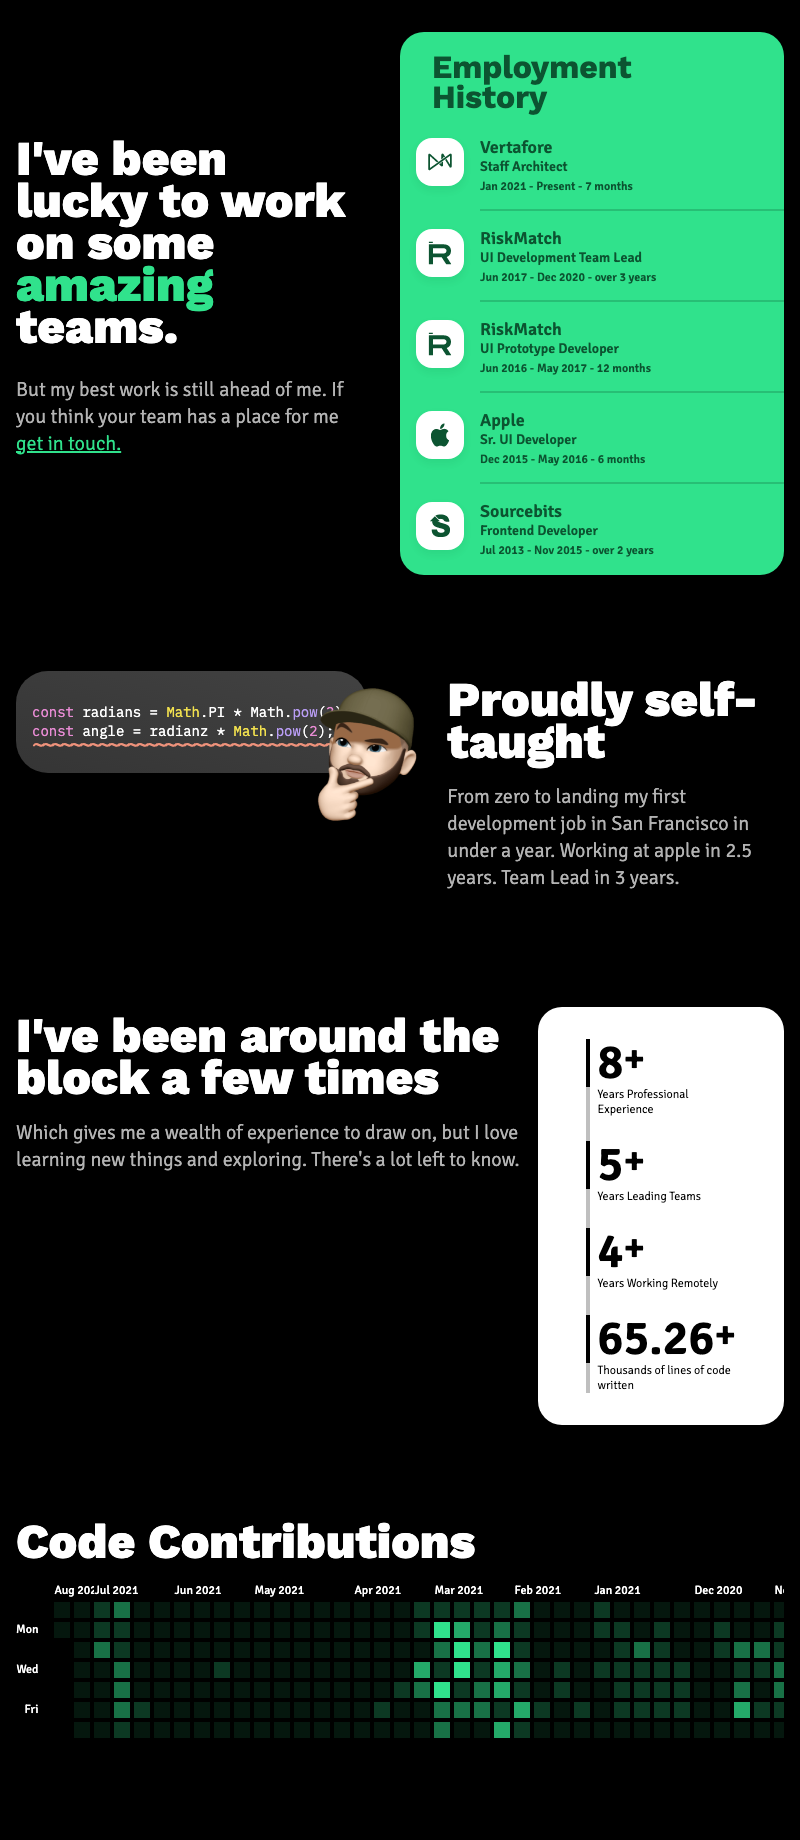 I've been
lucky to work
on some
amazing
teams.
But my best work is still ahead of me. If
you think your team has a place for me
get in touch.
Employment
History
Vertafore
Staff Architect
Jan 2021 - Present - 7 months
RiskMatch
UI Development Team Lead
Jun 2017 - Dec 2020 - over 3 years
RiskMatch
UI Prototype Developer
Jun 2016 - May 2017 - 12 months
Apple
Sr. UI Developer
Dec 2015 - May 2016 - 6 months
Sourcebits
Frontend Developer
Jul 2013 - Nov 2015 - over 2 years
const radians = Math.PI * Math.pow(2)
const angle = radianz * Math.pow(2);
Proudly self-
taught
From zero to landing my first
development job in San Francisco in
under a year. Working at apple in 2.5
years. Team Lead in 3 years.
I've been around the
block a few times
Which gives me a wealth of experience to draw on, but I love
learning new things and exploring. There's a lot left to know.
8+
Years Professional
Experience
5+
Years Leading Teams
4+
Years Working Remotely
65.26+
Thousands of lines of code
written
Code Contributions
Aug 202 Jul 2021 Jun 2021 May 2021 Apr 2021 Mar 2021 Feb 2021 Jan 2021 Dec 2020
Mon
Wed
Fri